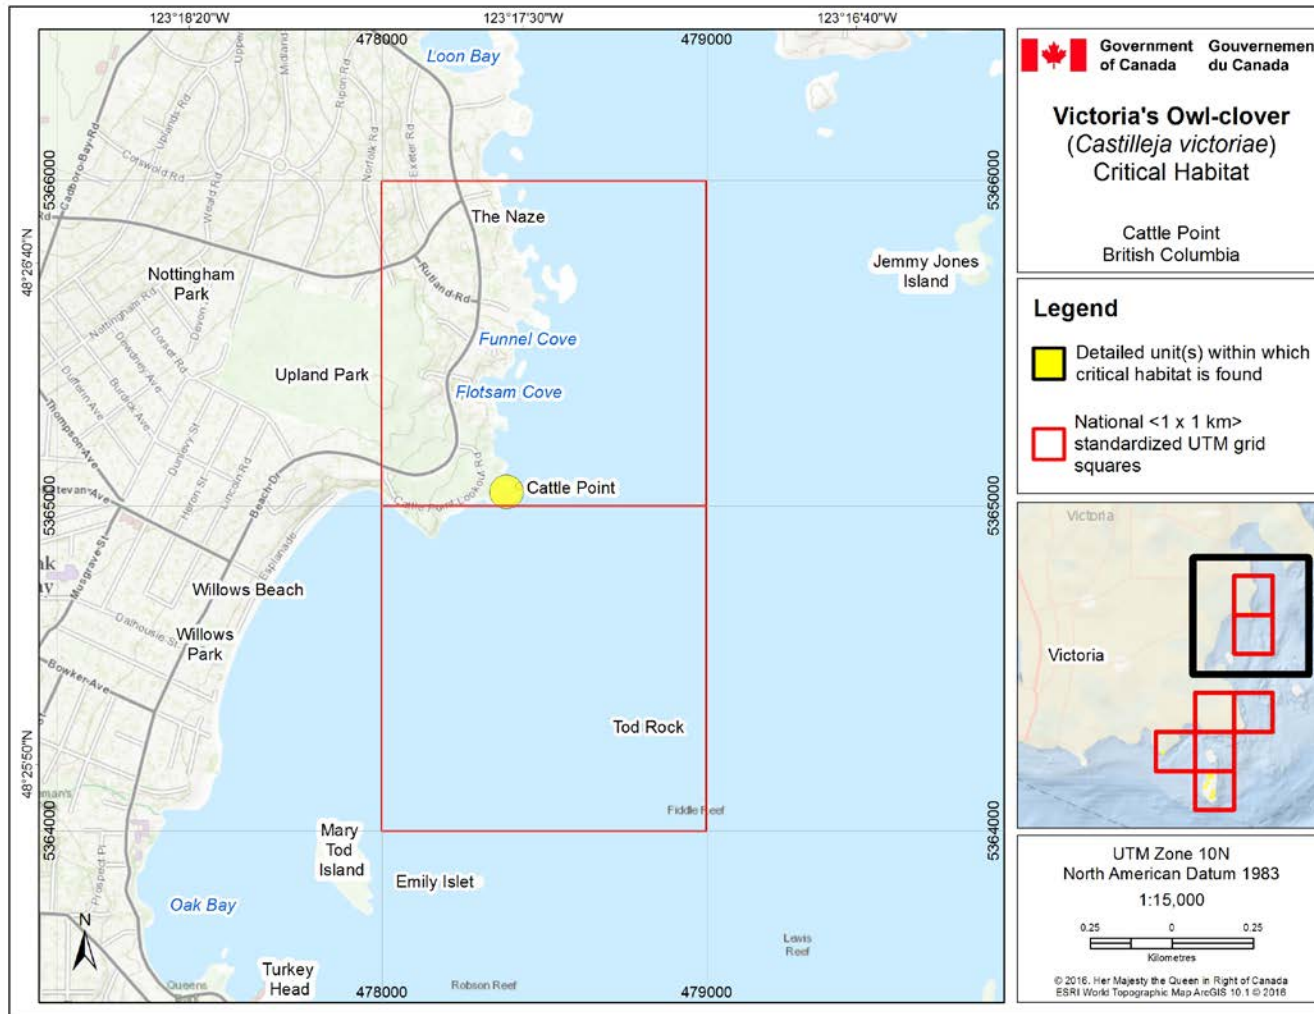 123°18'20"W
123°17'30"W
123°16'40"W
478000
479000
Loon Bay
Uplands Rd
Midland
Ripon Rd
Norfolk Rd
Exeter Rd
Cadboro Bay Rd
Cotswold Rd
Weald Rd
5366000
5366000
Rd
The Naze
48°26'40"N
Nottingham
Park
Rutland Rd
Jemmy Jones
Island
Nottingham Rd
Devon
Dorset Rd
Dewdney Ave
Funnel Cove
Upland Park
Flotsam Cove
Dufferin Ave
Burdick Ave
Thompson Ave
Dunlevy St
Heron St
Lincoln Rd
Beach Dr
Cattle Point Lookout Rd
Cattle Point
Estevan Ave
5365000
5365000
Musgrave St
Esplanade
Willows Beach
Dalhousie St
Willows
Park
Bowker Ave
Tod Rock
48°25'50"N
Fiddle Reef
5364000
5364000
Mary
Tod
Island
Prospect Pl
Emily Islet
Oak Bay
N
Lewis
Reef
Turkey
Head
Queens
Robson Reef
478000
479000
Government
of Canada
Gouvernemen
du Canada
Victoria's Owl-clover
(Castilleja victoriae)
Critical Habitat
Cattle Point
British Columbia
Legend
Detailed unit(s) within which
critical habitat is found
National <1 x 1 km>
standardized UTM grid
squares
Victoria
Victoria
UTM Zone 10N
North American Datum 1983
1:15,000
0.25
0
0.25
Kilometres
© 2016. Her Majesty the Queen in Right of Canada
ESRI World Topographic Map ArcGIS 10.1 © 2016